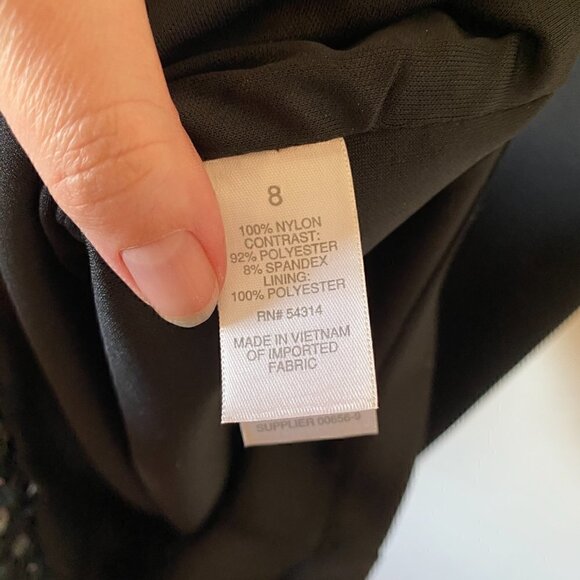 8
100% NYLON
CONTRAST:
92% POLYESTER
8% SPANDEX
LINING:
100% POLYESTER
RN# 54314
MADE IN VIETNAM
OF IMPORTED
FABRIC
SUPPLIER 00656-9